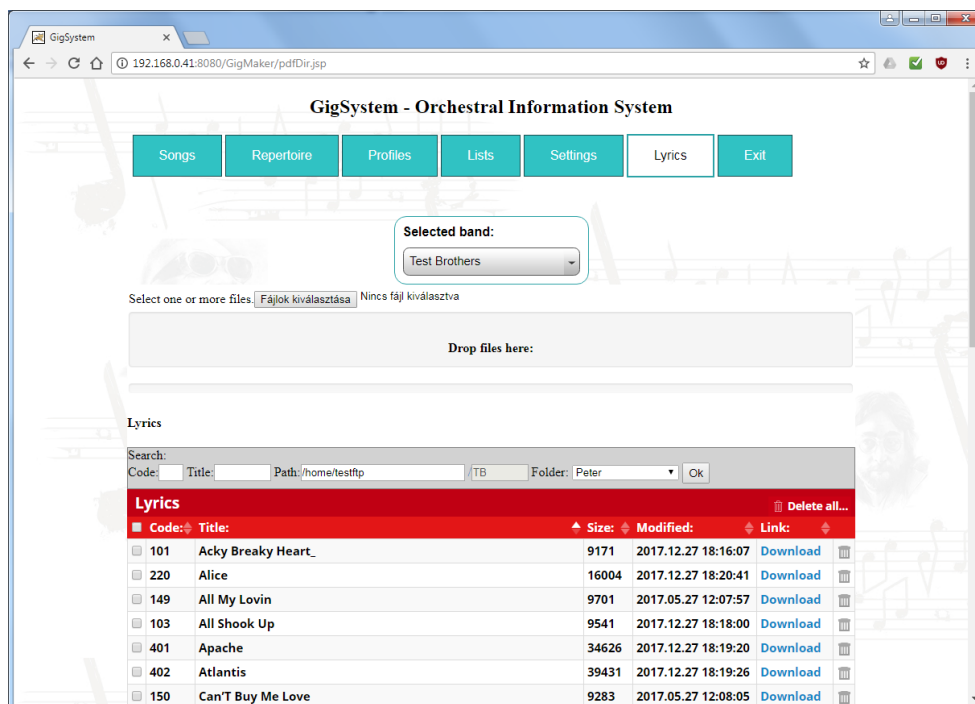 GigSystem
192.168.0.41:8080/GigMaker/pdfDir.jsp
GigSystem - Orchestral Information System
Songs Repertoire Profiles Lists Settings Lyrics Exit
Selected band:
Test Brothers
Select one or more files. Fájlok kiválasztása Nincs fájl kiválasztva
Drop files here:
Lyrics
Search:
Code: Title: Path: /home/testftp /TB Folder: Peter Ok
Lyrics Delete all...
Code: Title: Size: Modified: Link:
101 Acky Breaky Heart_ 9171 2017.12.27 18:16:07 Download
220 Alice 16004 2017.12.27 18:20:41 Download
149 All My Lovin 9701 2017.05.27 12:07:57 Download
103 All Shook Up 9541 2017.12.27 18:18:00 Download
401 Apache 34626 2017.12.27 18:19:20 Download
402 Atlantis 39431 2017.12.27 18:19:26 Download
150 Can'T Buy Me Love 9283 2017.05.27 12:08:05 Download